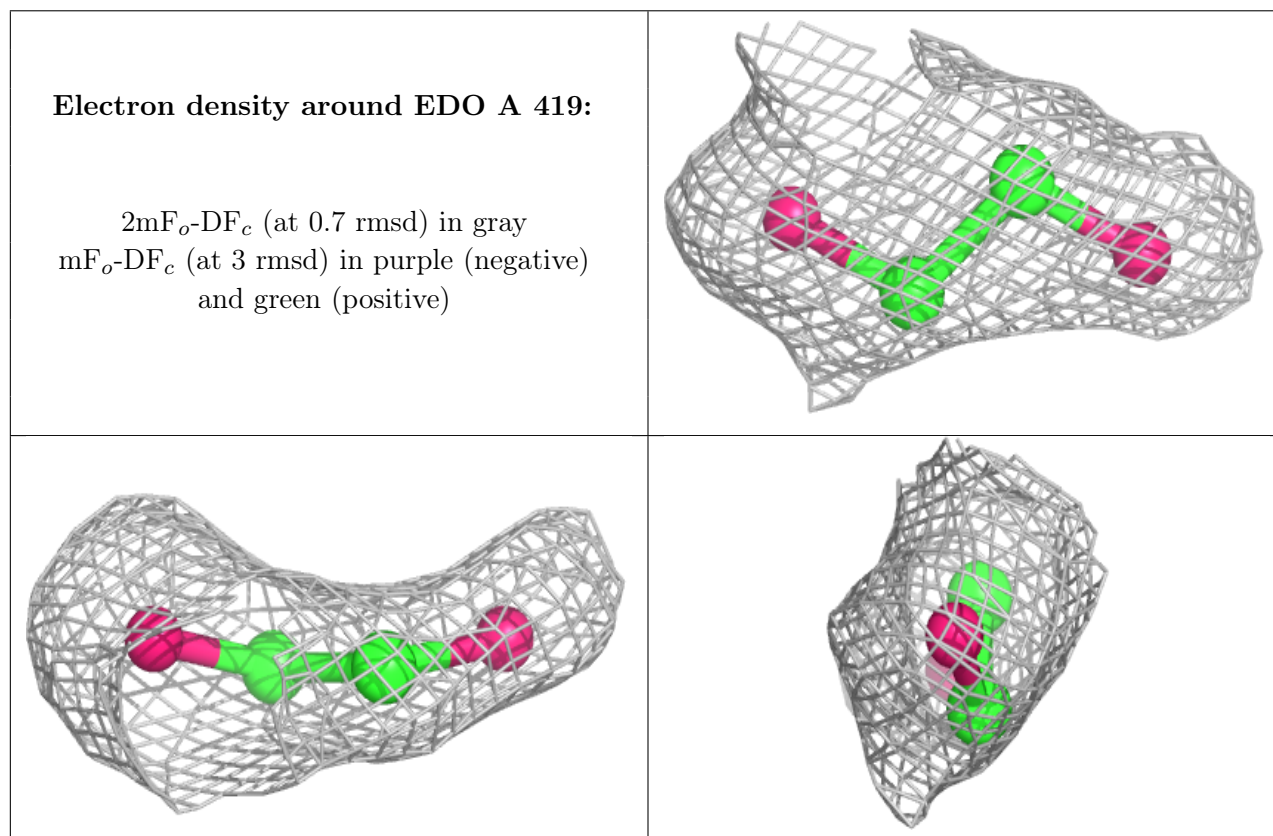 Electron density around EDO A 419:
2mFo-DFc (at 0.7 rmsd) in gray
mFo-DFc (at 3 rmsd) in purple (negative)
and green (positive)